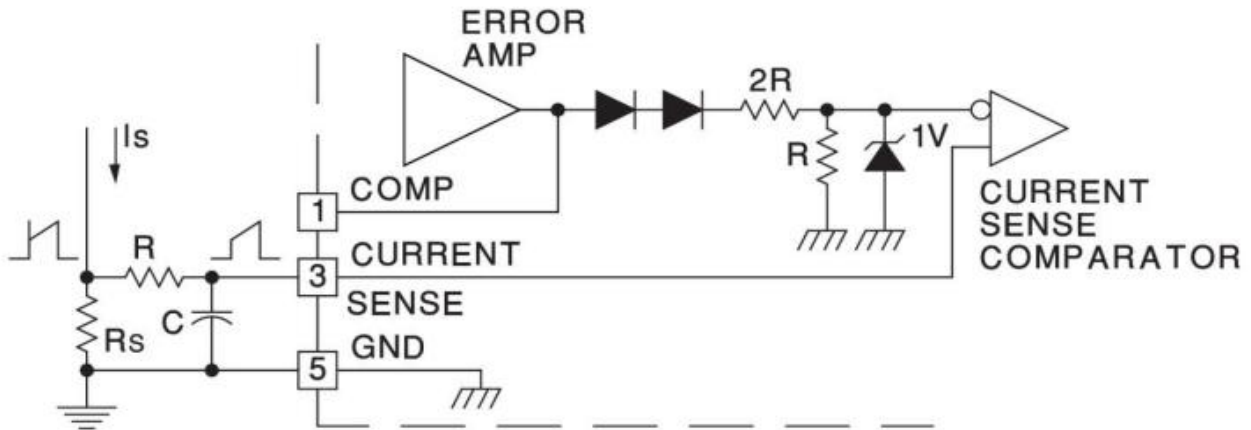 ERROR
AMP
2R
1V
R
Is
1
COMP
CURRENT
SENSE
COMPARATOR
R
3
CURRENT
SENSE
Rs
C
5
GND